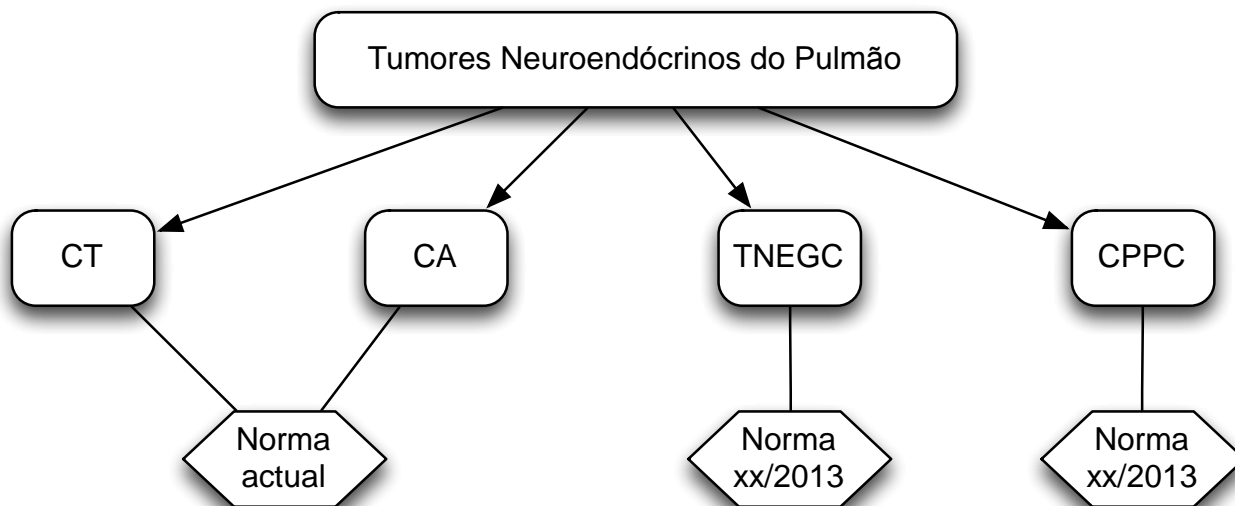 Tumores Neuroendócrinos do Pulmão
CT
CA
TNEGC
CPPC
Norma
actual
Norma
xx/2013
Norma
xx/2013